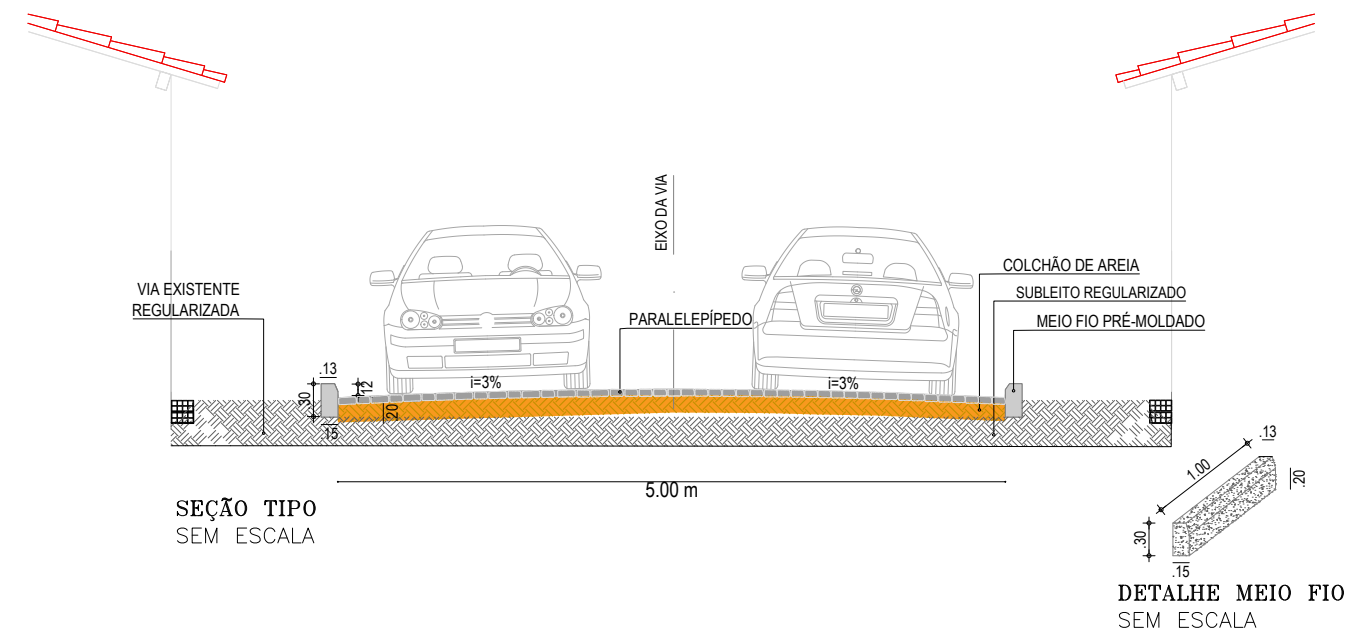 EIXO DA VIA
VIA EXISTENTE
REGULARIZADA
COLCHÃO DE AREIA
SUBLEITO REGULARIZADO
PARALELEPÍPEDO
MEIO FIO PRÉ-MOLDADO
.13
.12
i=3%
i=3%
.30
.20
.15
5.00 m
SEÇÃO TIPO
SEM ESCALA
.13
1.00
.20
.30
.15
DETALHE MEIO FIO
SEM ESCALA